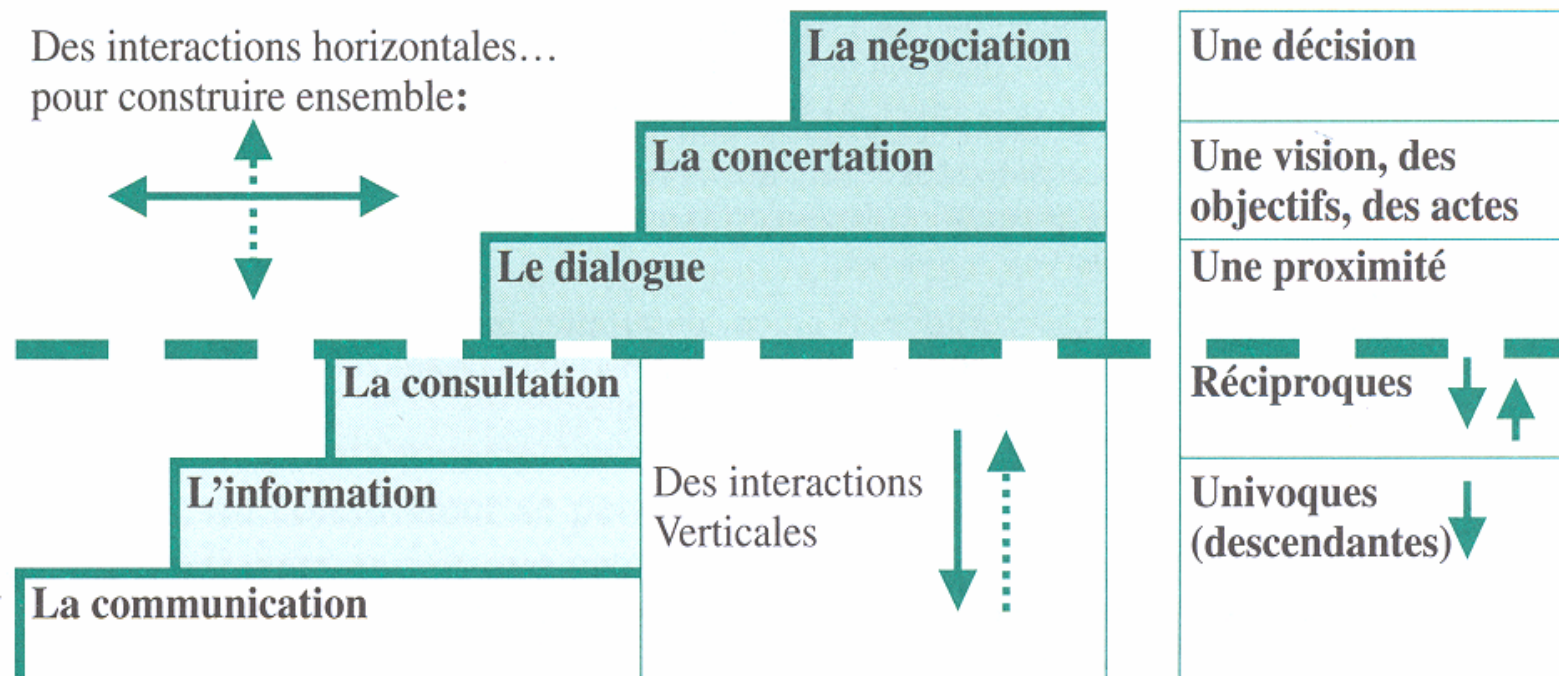 Des interactions horizontales…
pour construire ensemble:
La négociation
Une décision
La concertation
Une vision, des
objectifs, des actes
Le dialogue
Une proximité
La consultation
Réciproques
L’information
Des interactions
Verticales
Univoques
(descendantes)
La communication